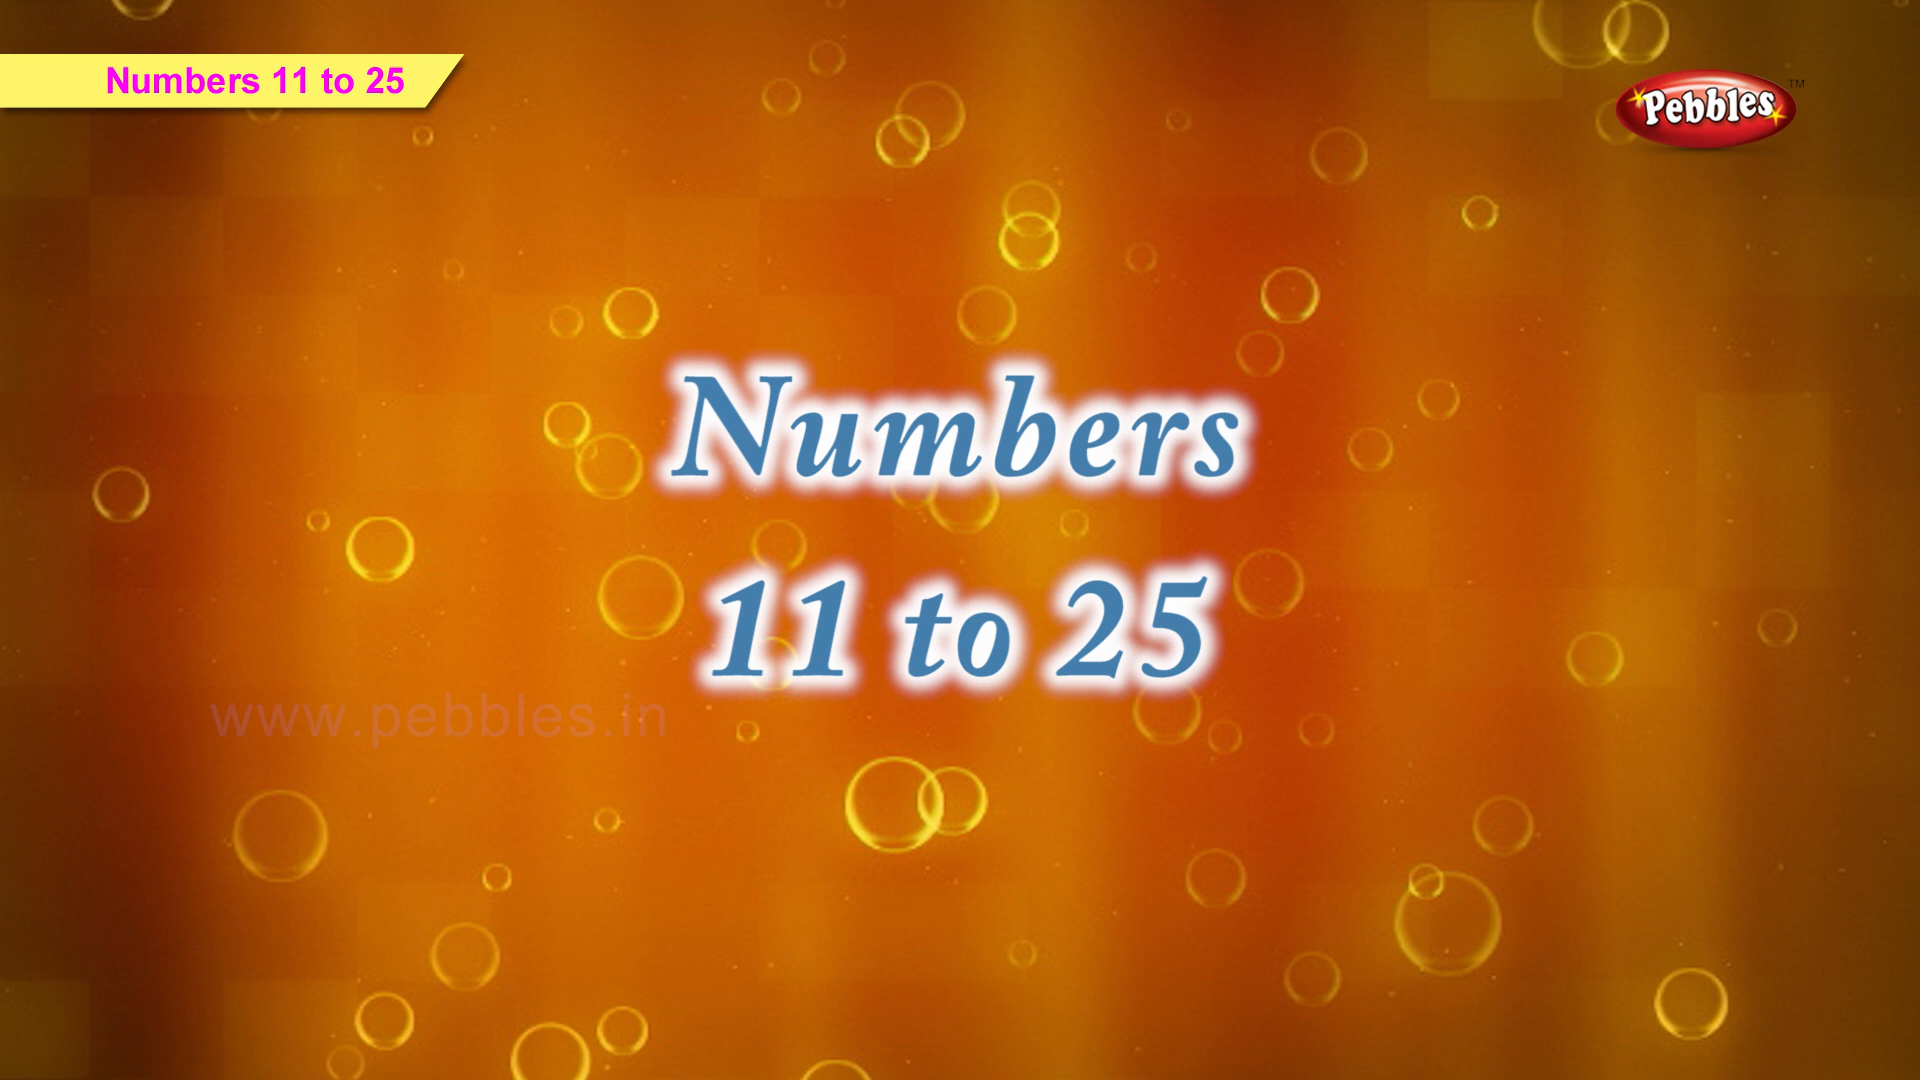 Numbers 11 to 25
Pebbles TM
Numbers
11 to 25
www.pebbles.in